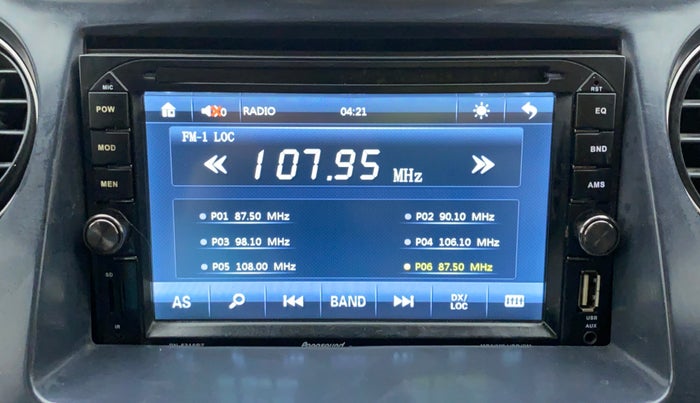 MIC
RST
POW
MOD
MEN
SD
IR
0 RADIO 04:21
FM-1 LOC
107.95 MHz
P01 87.50 MHz
P02 90.10 MHz
P03 98.10 MHz
P04 106.10 MHz
P05 108.00 MHz
P06 87.50 MHz
AS
BAND
DX/
LOC
EQ
BND
AMS
USB
AUX